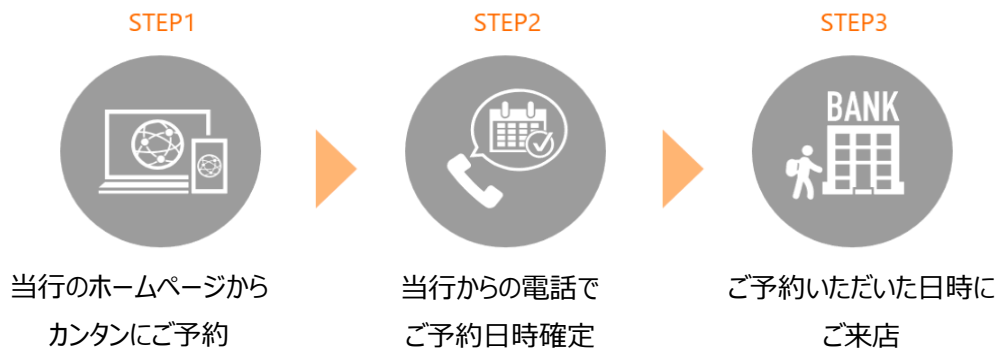 STEP1
STEP2
STEP3
BANK
当行のホームページから
カンタンにご予約
当行からの電話で
ご予約日時確定
ご予約いただいた日時に
ご来店